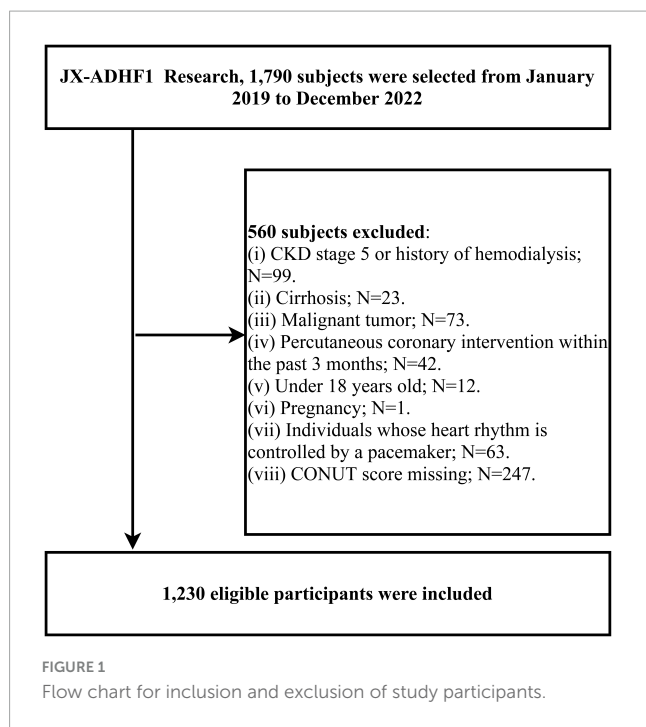 JX-ADHF1 Research, 1,790 subjects were selected from January
2019 to December 2022
560 subjects excluded:
(i) CKD stage 5 or history of hemodialysis;
N=99.
(ii) Cirrhosis; N=23.
(iii) Malignant tumor; N=73.
(iv) Percutaneous coronary intervention within
the past 3 months; N=42.
(v) Under 18 years old; N=12.
(vi) Pregnancy; N=1.
(vii) Individuals whose heart rhythm is
controlled by a pacemaker; N=63.
(viii) CONUT score missing; N=247.
1,230 eligible participants were included
FIGURE 1
Flow chart for inclusion and exclusion of study participants.